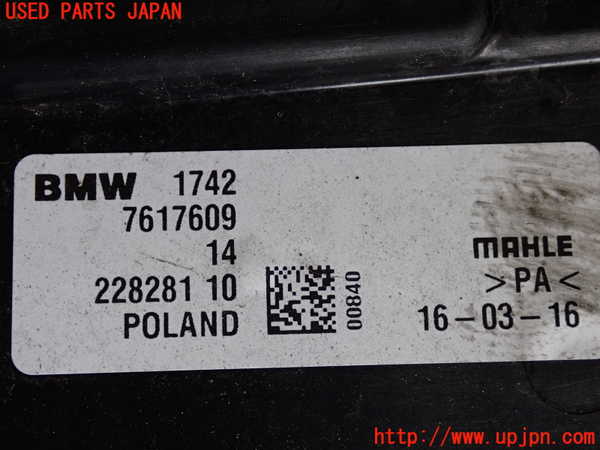 USED PARTS JAPAN
BMW 1742
7617609
14
228281 10
POLAND
00840
MAHLE
>PA<
16-03-16
http://www.upjpn.com/